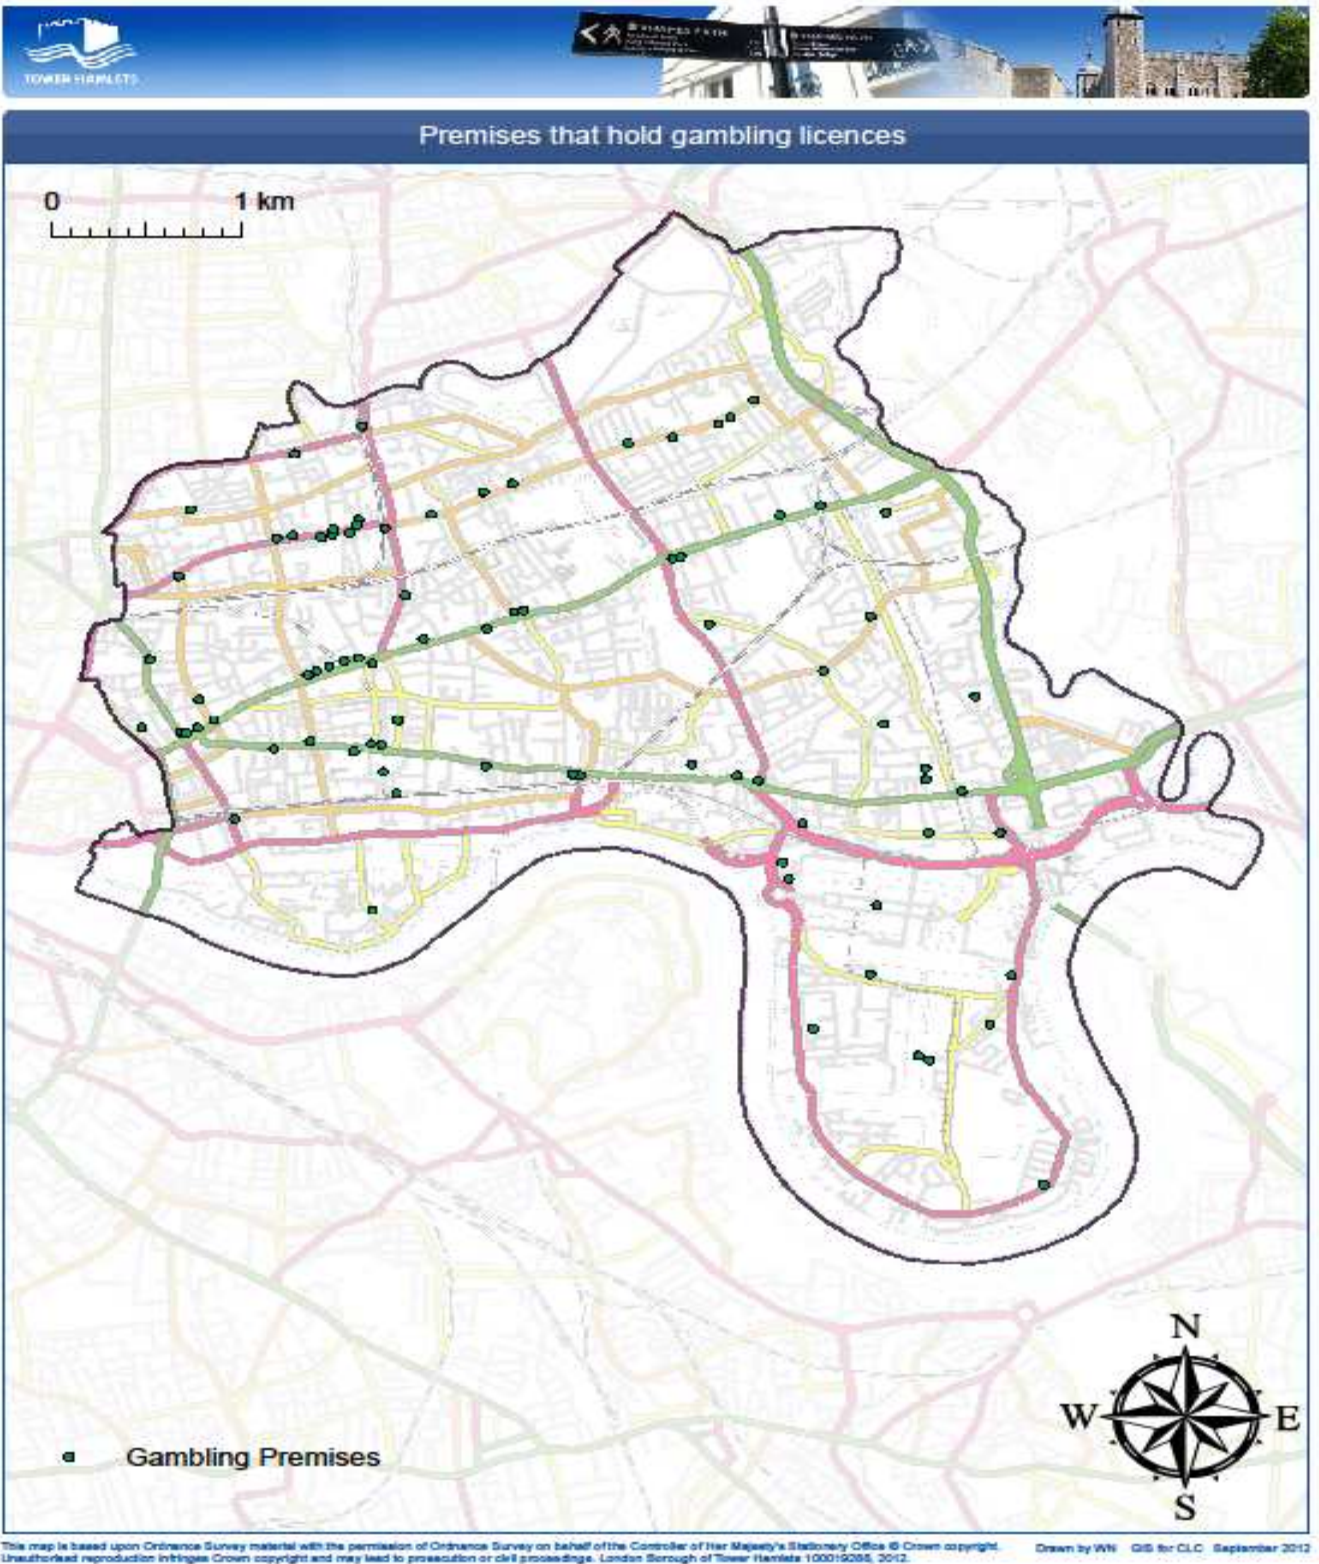 TOWER HAMLETS
Premises that hold gambling licences
0 1 km
N
W E
S
Gambling Premises
This map is based upon Ordnance Survey material with the permission of Ordnance Survey on behalf of the Controller of Her Majesty's Stationery Office © Crown copyright.
Unauthorised reproduction infringes Crown copyright and may lead to prosecution or civil proceedings. London Borough of Tower Hamlets 100019288, 2012.
Drawn by WN GIS for CLC September 2012